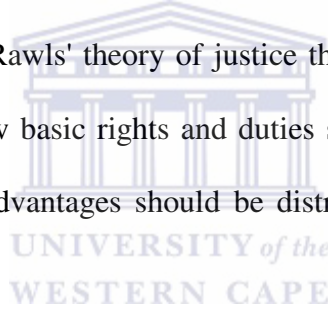 Rawls' theory of justice th
basic rights and duties
dvantages should be distr
UNIVERSITY of the
WESTERN CAPE